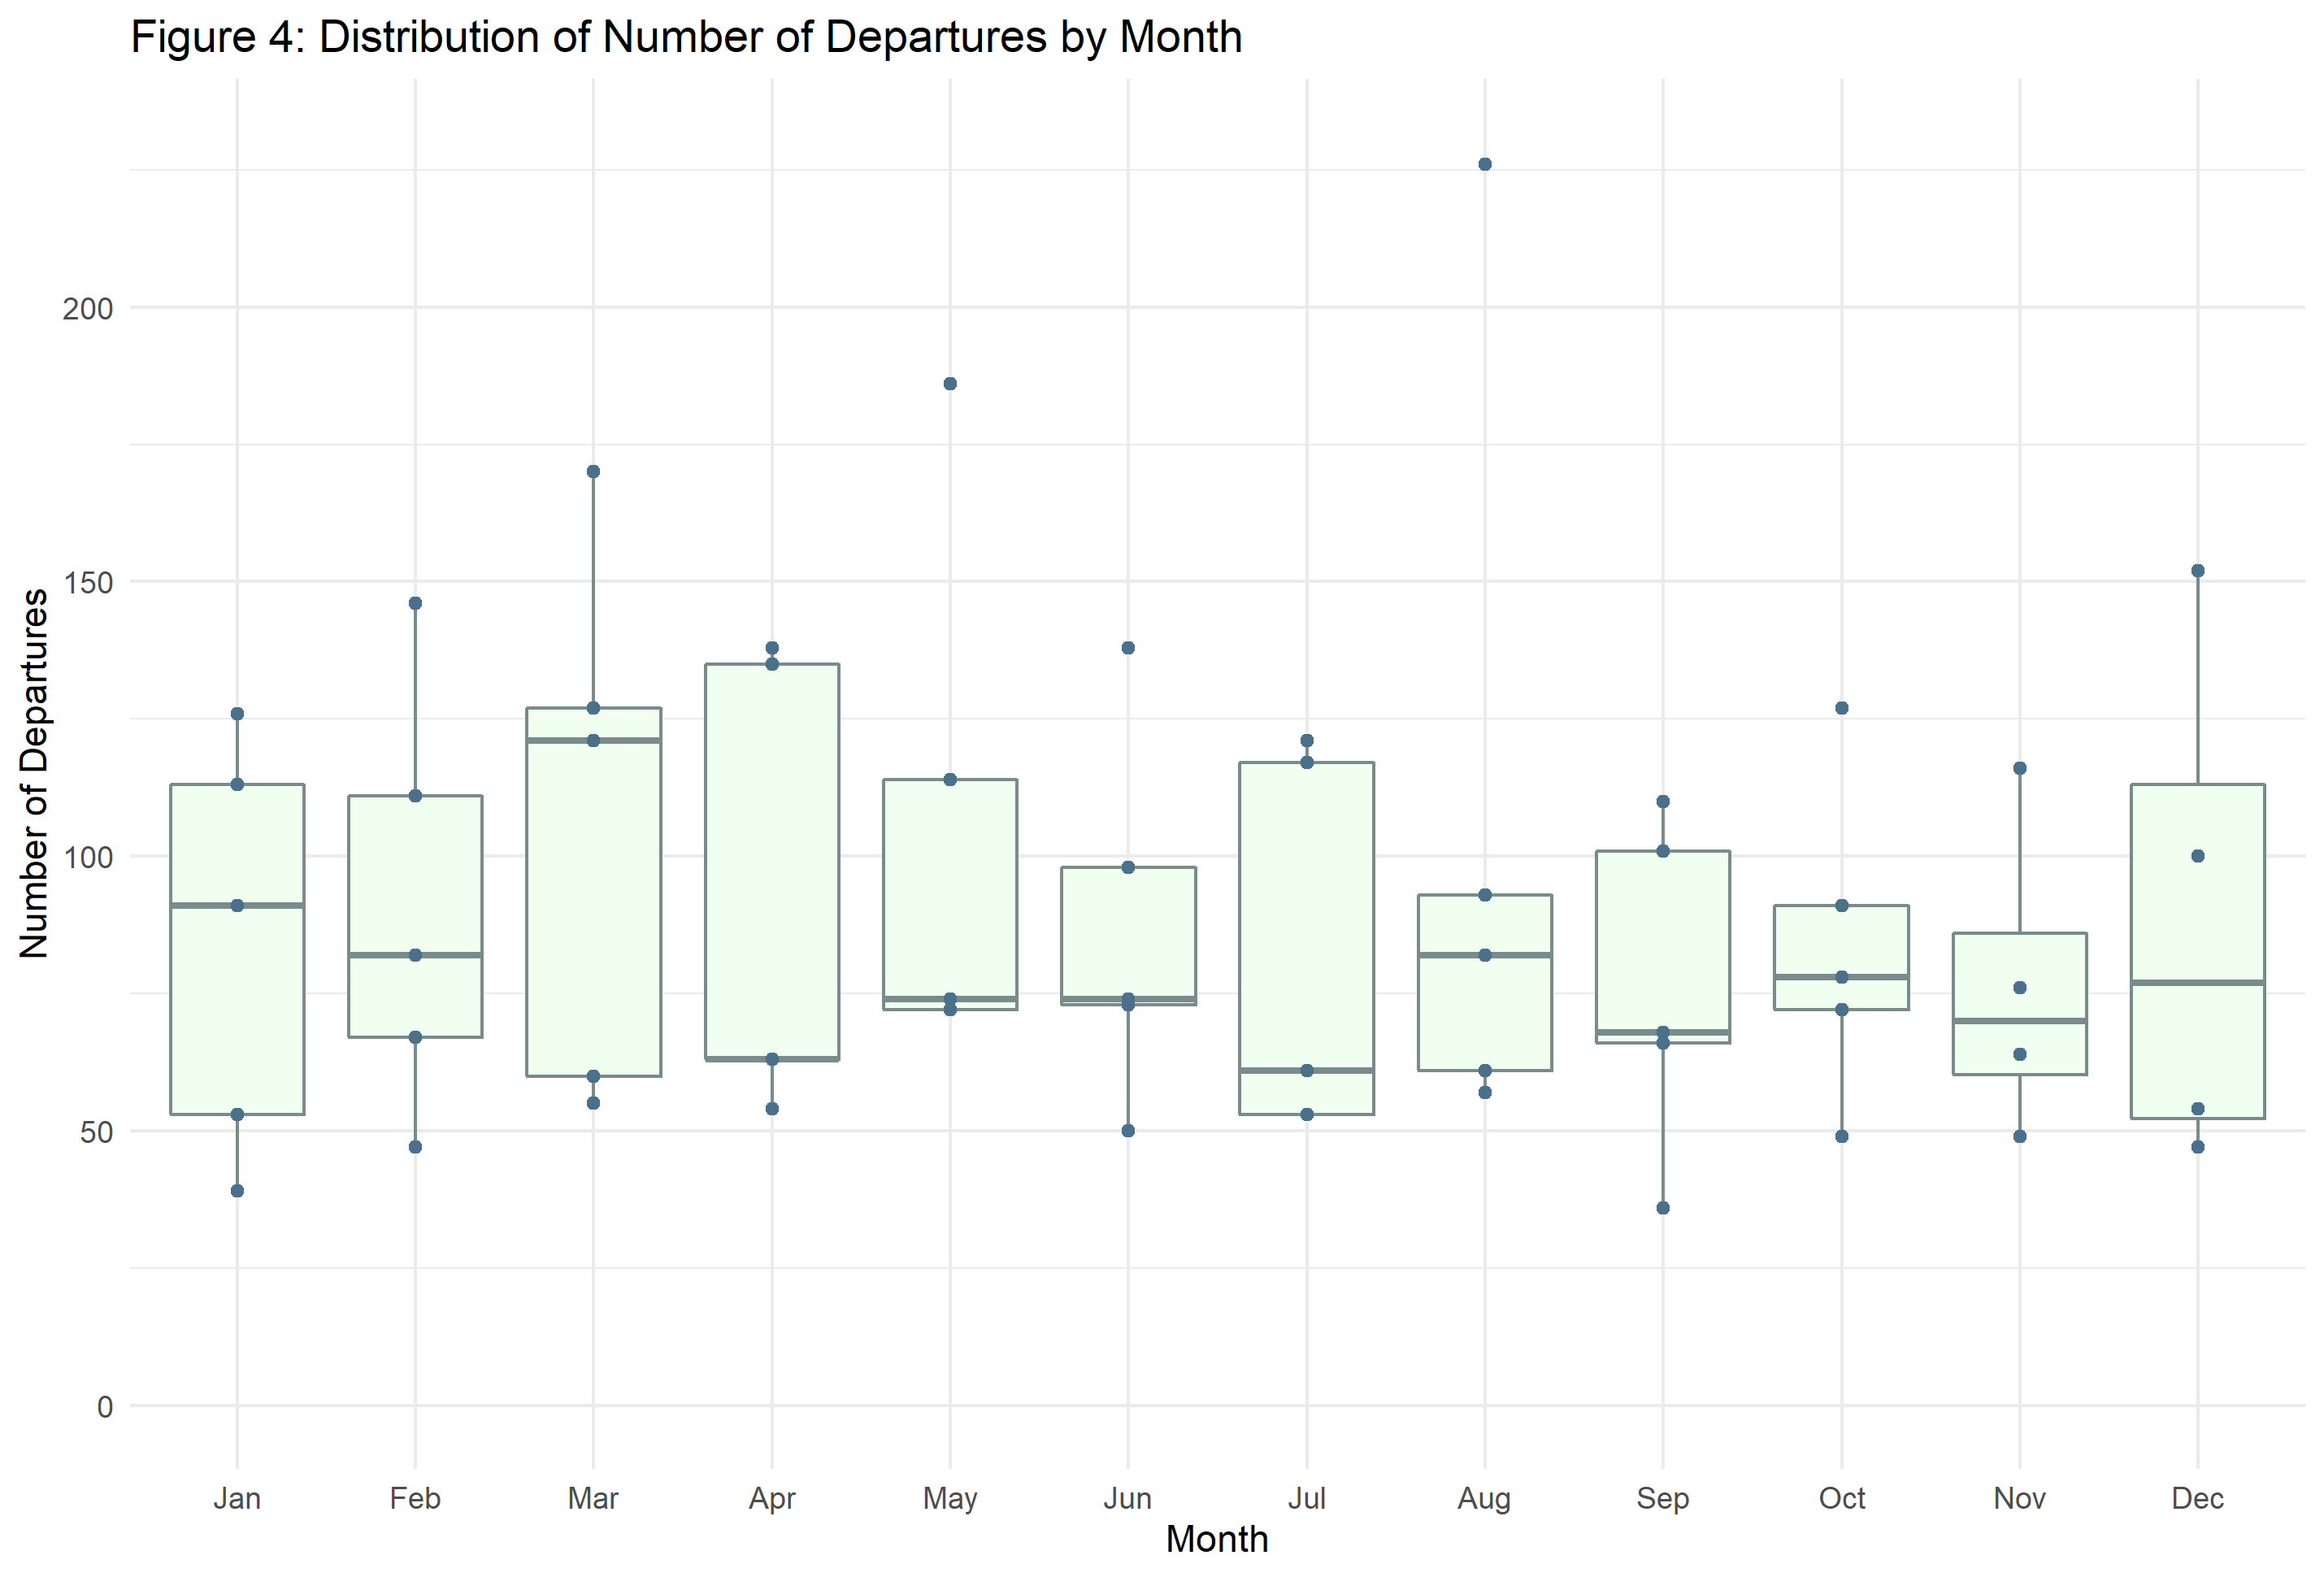 Figure 4: Distribution of Number of Departures by Month
Number of Departures
200
150
100
50
0
Jan Feb Mar Apr May Jun Jul Aug Sep Oct Nov Dec
Month